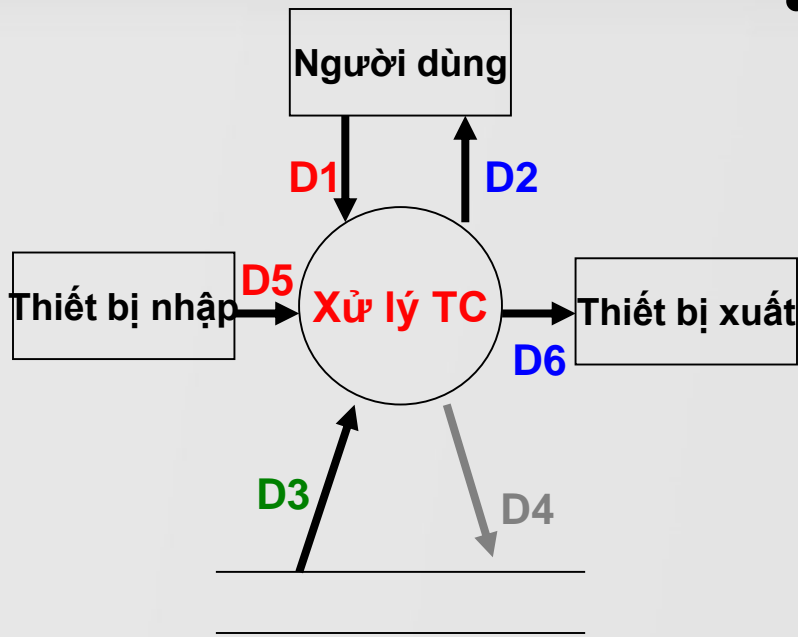 Người dùng
D1
D2
Thiết bị nhập
D5
Xử lý TC
Thiết bị xuất
D6
D3
D4